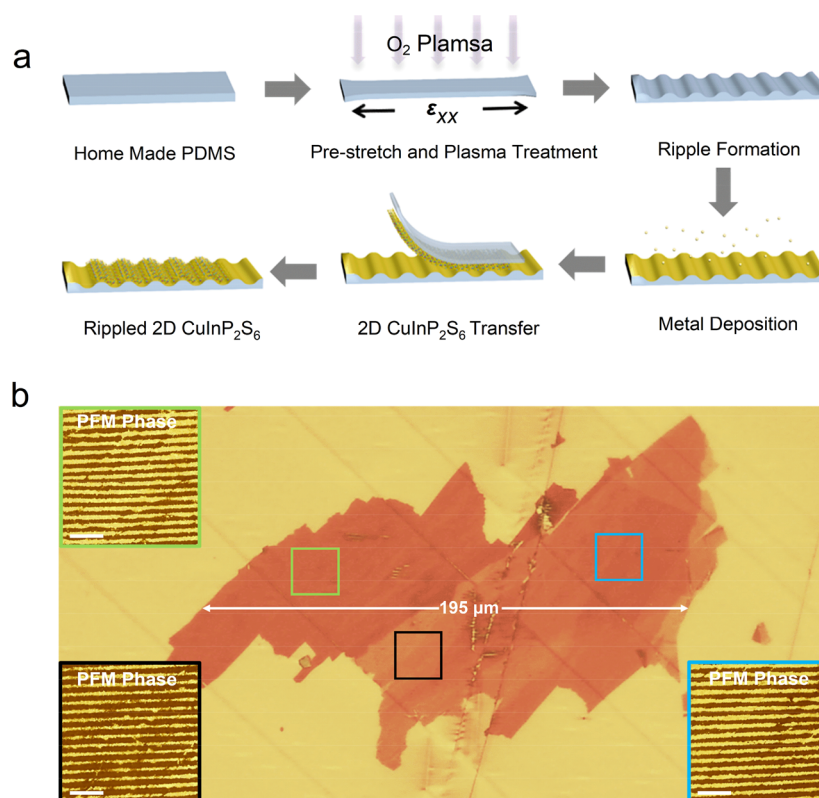 a
O₂ Plamsa
εxx
Home Made PDMS
Pre-stretch and Plasma Treatment
Ripple Formation
Rippled 2D CuInP₂S₆
2D CuInP₂S₆ Transfer
Metal Deposition
b
PFM Phase
195 μm
PFM Phase
PFM Phase